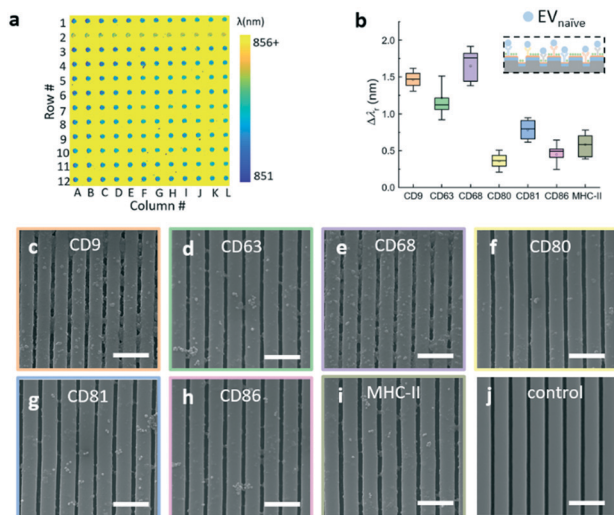 a
λ(nm)
856+
851
Row #
1
2
3
4
5
6
7
8
9
10
11
12
A B C D E F G H I J K L
Column #
b
EVnaïve
Δλr (nm)
2.0
1.5
1.0
0.5
0.0
CD9 CD63 CD68 CD80 CD81 CD86 MHC-II
c CD9
d CD63
e CD68
f CD80
g CD81
h CD86
i MHC-II
j control